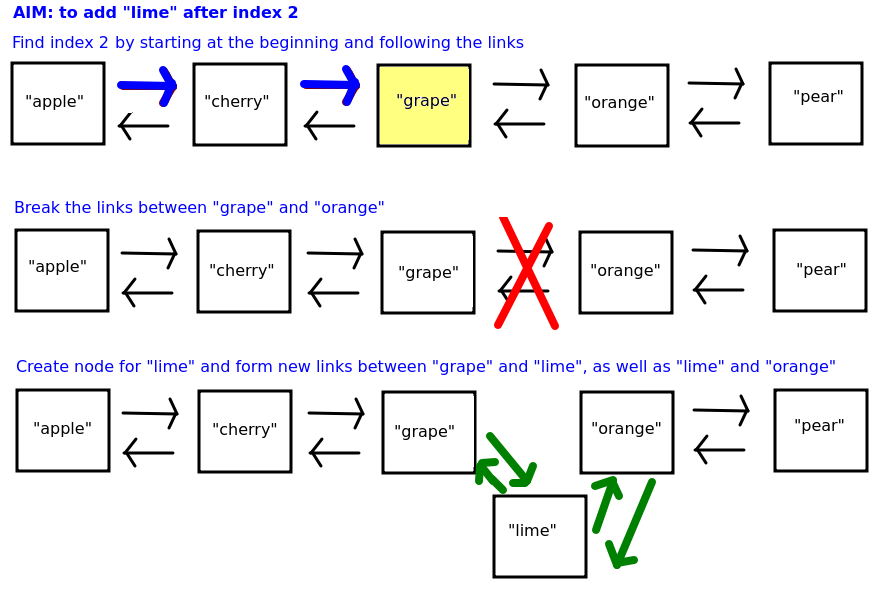 AIM: to add "lime" after index 2
Find index 2 by starting at the beginning and following the links
"apple" "cherry" "grape" "orange" "pear"
Break the links between "grape" and "orange"
"apple" "cherry" "grape" "orange" "pear"
Create node for "lime" and form new links between "grape" and "lime", as well as "lime" and "orange"
"apple" "cherry" "grape" "orange" "pear"
"lime"